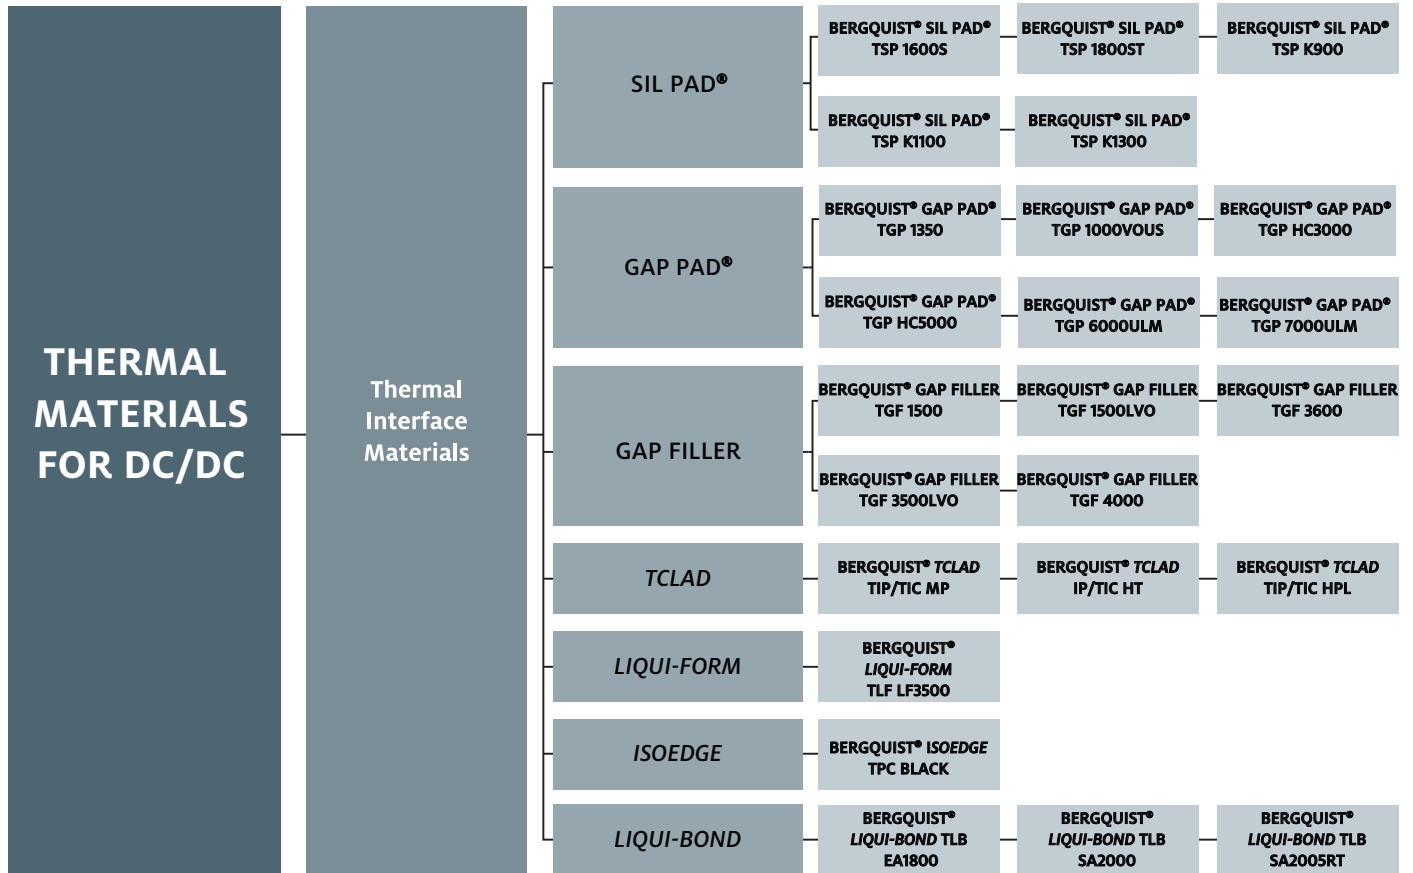 THERMAL
MATERIALS
FOR DC/DC
Thermal
Interface
Materials
SIL PAD®
BERGQUIST® SIL PAD®
TSP 1600S
BERGQUIST® SIL PAD®
TSP 1800ST
BERGQUIST® SIL PAD®
TSP K900
BERGQUIST® SIL PAD®
TSP K1100
BERGQUIST® SIL PAD®
TSP K1300
GAP PAD®
BERGQUIST® GAP PAD®
TGP 1350
BERGQUIST® GAP PAD®
TGP 1000VOUS
BERGQUIST® GAP PAD®
TGP HC3000
BERGQUIST® GAP PAD®
TGP HC5000
BERGQUIST® GAP PAD®
TGP 6000ULM
BERGQUIST® GAP PAD®
TGP 7000ULM
GAP FILLER
BERGQUIST® GAP FILLER
TGF 1500
BERGQUIST® GAP FILLER
TGF 1500LVO
BERGQUIST® GAP FILLER
TGF 3600
BERGQUIST® GAP FILLER
TGF 3500LVO
BERGQUIST® GAP FILLER
TGF 4000
TCLAD
BERGQUIST® TCLAD
TIP/TIC MP
BERGQUIST® TCLAD
IP/TIC HT
BERGQUIST® TCLAD
TIP/TIC HPL
LIQUI-FORM
BERGQUIST®
LIQUI-FORM
TLF LF3500
ISOEDGE
BERGQUIST® ISOEDGE
TPC BLACK
LIQUI-BOND
BERGQUIST®
LIQUI-BOND TLB
EA1800
BERGQUIST®
LIQUI-BOND TLB
SA2000
BERGQUIST®
LIQUI-BOND TLB
SA2005RT